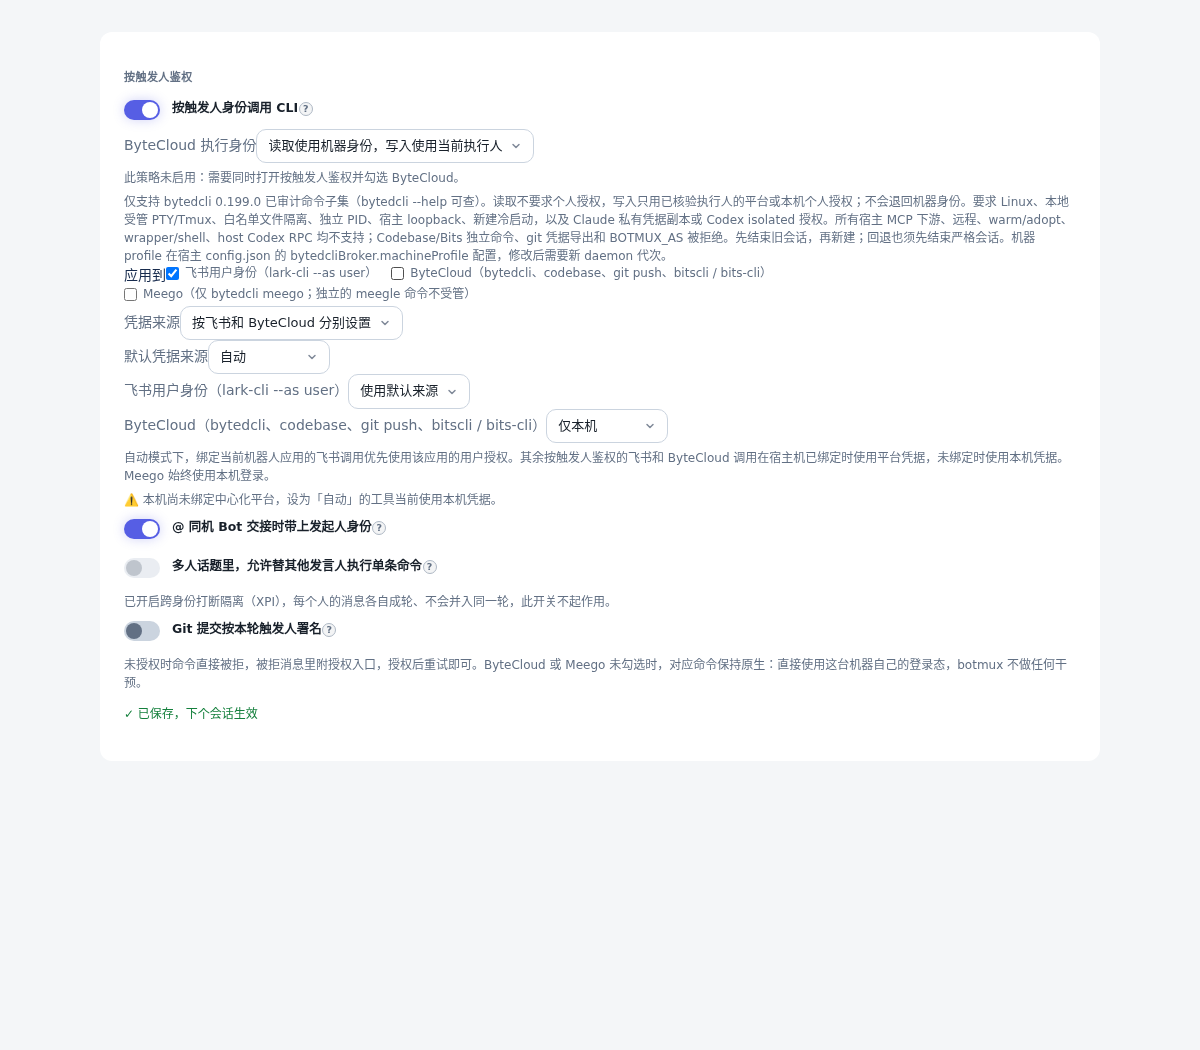 按触发人鉴权
按触发人身份调用 CLI ?
ByteCloud 执行身份 读取使用机器身份，写入使用当前执行人
此策略未启用：需要同时打开按触发人鉴权并勾选 ByteCloud。
仅支持 bytedcli 0.199.0 已审计命令子集（bytedcli --help 可查）。读取不要求个人授权，写入只用已核验执行人的平台或本机个人授权；不会退回机器身份。要求 Linux、本地
受管 PTY/Tmux、白名单文件隔离、独立 PID、宿主 loopback、新建冷启动，以及 Claude 私有凭据副本或 Codex isolated 授权。所有宿主 MCP 下游、远程、warm/adopt、
wrapper/shell、host Codex RPC 均不支持；Codebase/Bits 独立命令、git 凭据导出和 BOTMUX_AS 被拒绝。先结束旧会话，再新建；回退也须先结束严格会话。机器
profile 在宿主 config.json 的 bytedcliBroker.machineProfile 配置，修改后需要新 daemon 代次。
应用到 飞书用户身份（lark-cli --as user） ByteCloud（bytedcli、codebase、git push、bitscli / bits-cli）
Meego（仅 bytedcli meego；独立的 meegle 命令不受管）
凭据来源 按飞书和 ByteCloud 分别设置
默认凭据来源 自动
飞书用户身份（lark-cli --as user） 使用默认来源
ByteCloud（bytedcli、codebase、git push、bitscli / bits-cli） 仅本机
自动模式下，绑定当前机器人应用的飞书调用优先使用该应用的用户授权。其余按触发人鉴权的飞书和 ByteCloud 调用在宿主机已绑定时使用平台凭据，未绑定时使用本机凭据。
Meego 始终使用本机登录。
⚠️ 本机尚未绑定中心化平台，设为「自动」的工具当前使用本机凭据。
@ 同机 Bot 交接时带上发起人身份 ?
多人话题里，允许替其他发言人执行单条命令 ?
已开启跨身份打断隔离（XPI），每个人的消息各自成轮、不会并入同一轮，此开关不起作用。
Git 提交按本轮触发人署名 ?
未授权时命令直接被拒，被拒消息里附授权入口，授权后重试即可。ByteCloud 或 Meego 未勾选时，对应命令保持原生：直接使用这台机器自己的登录态，botmux 不做任何干
预。
✓ 已保存，下个会话生效